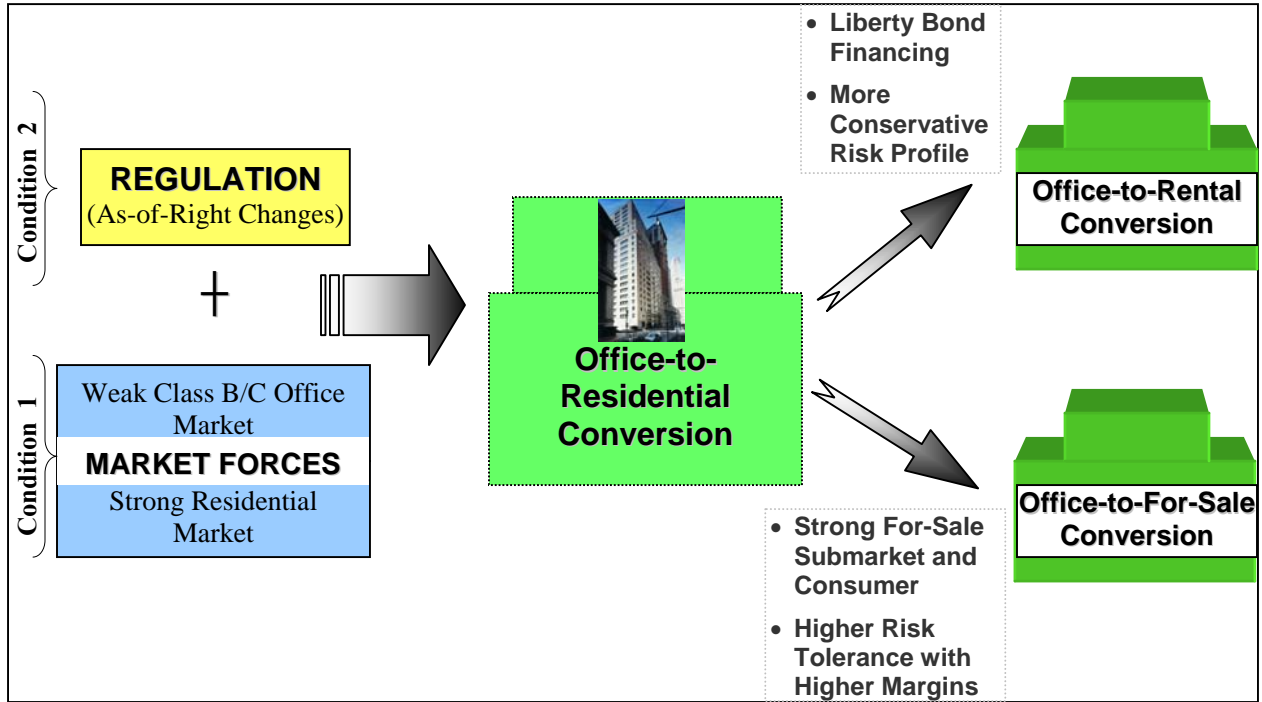 Condition 2
REGULATION
(As-of-Right Changes)
+
Condition 1
Weak Class B/C Office
Market
MARKET FORCES
Strong Residential
Market
Office-to-
Residential
Conversion
• Liberty Bond
Financing
• More
Conservative
Risk Profile
Office-to-Rental
Conversion
• Strong For-Sale
Submarket and
Consumer
• Higher Risk
Tolerance with
Higher Margins
Office-to-For-Sale
Conversion